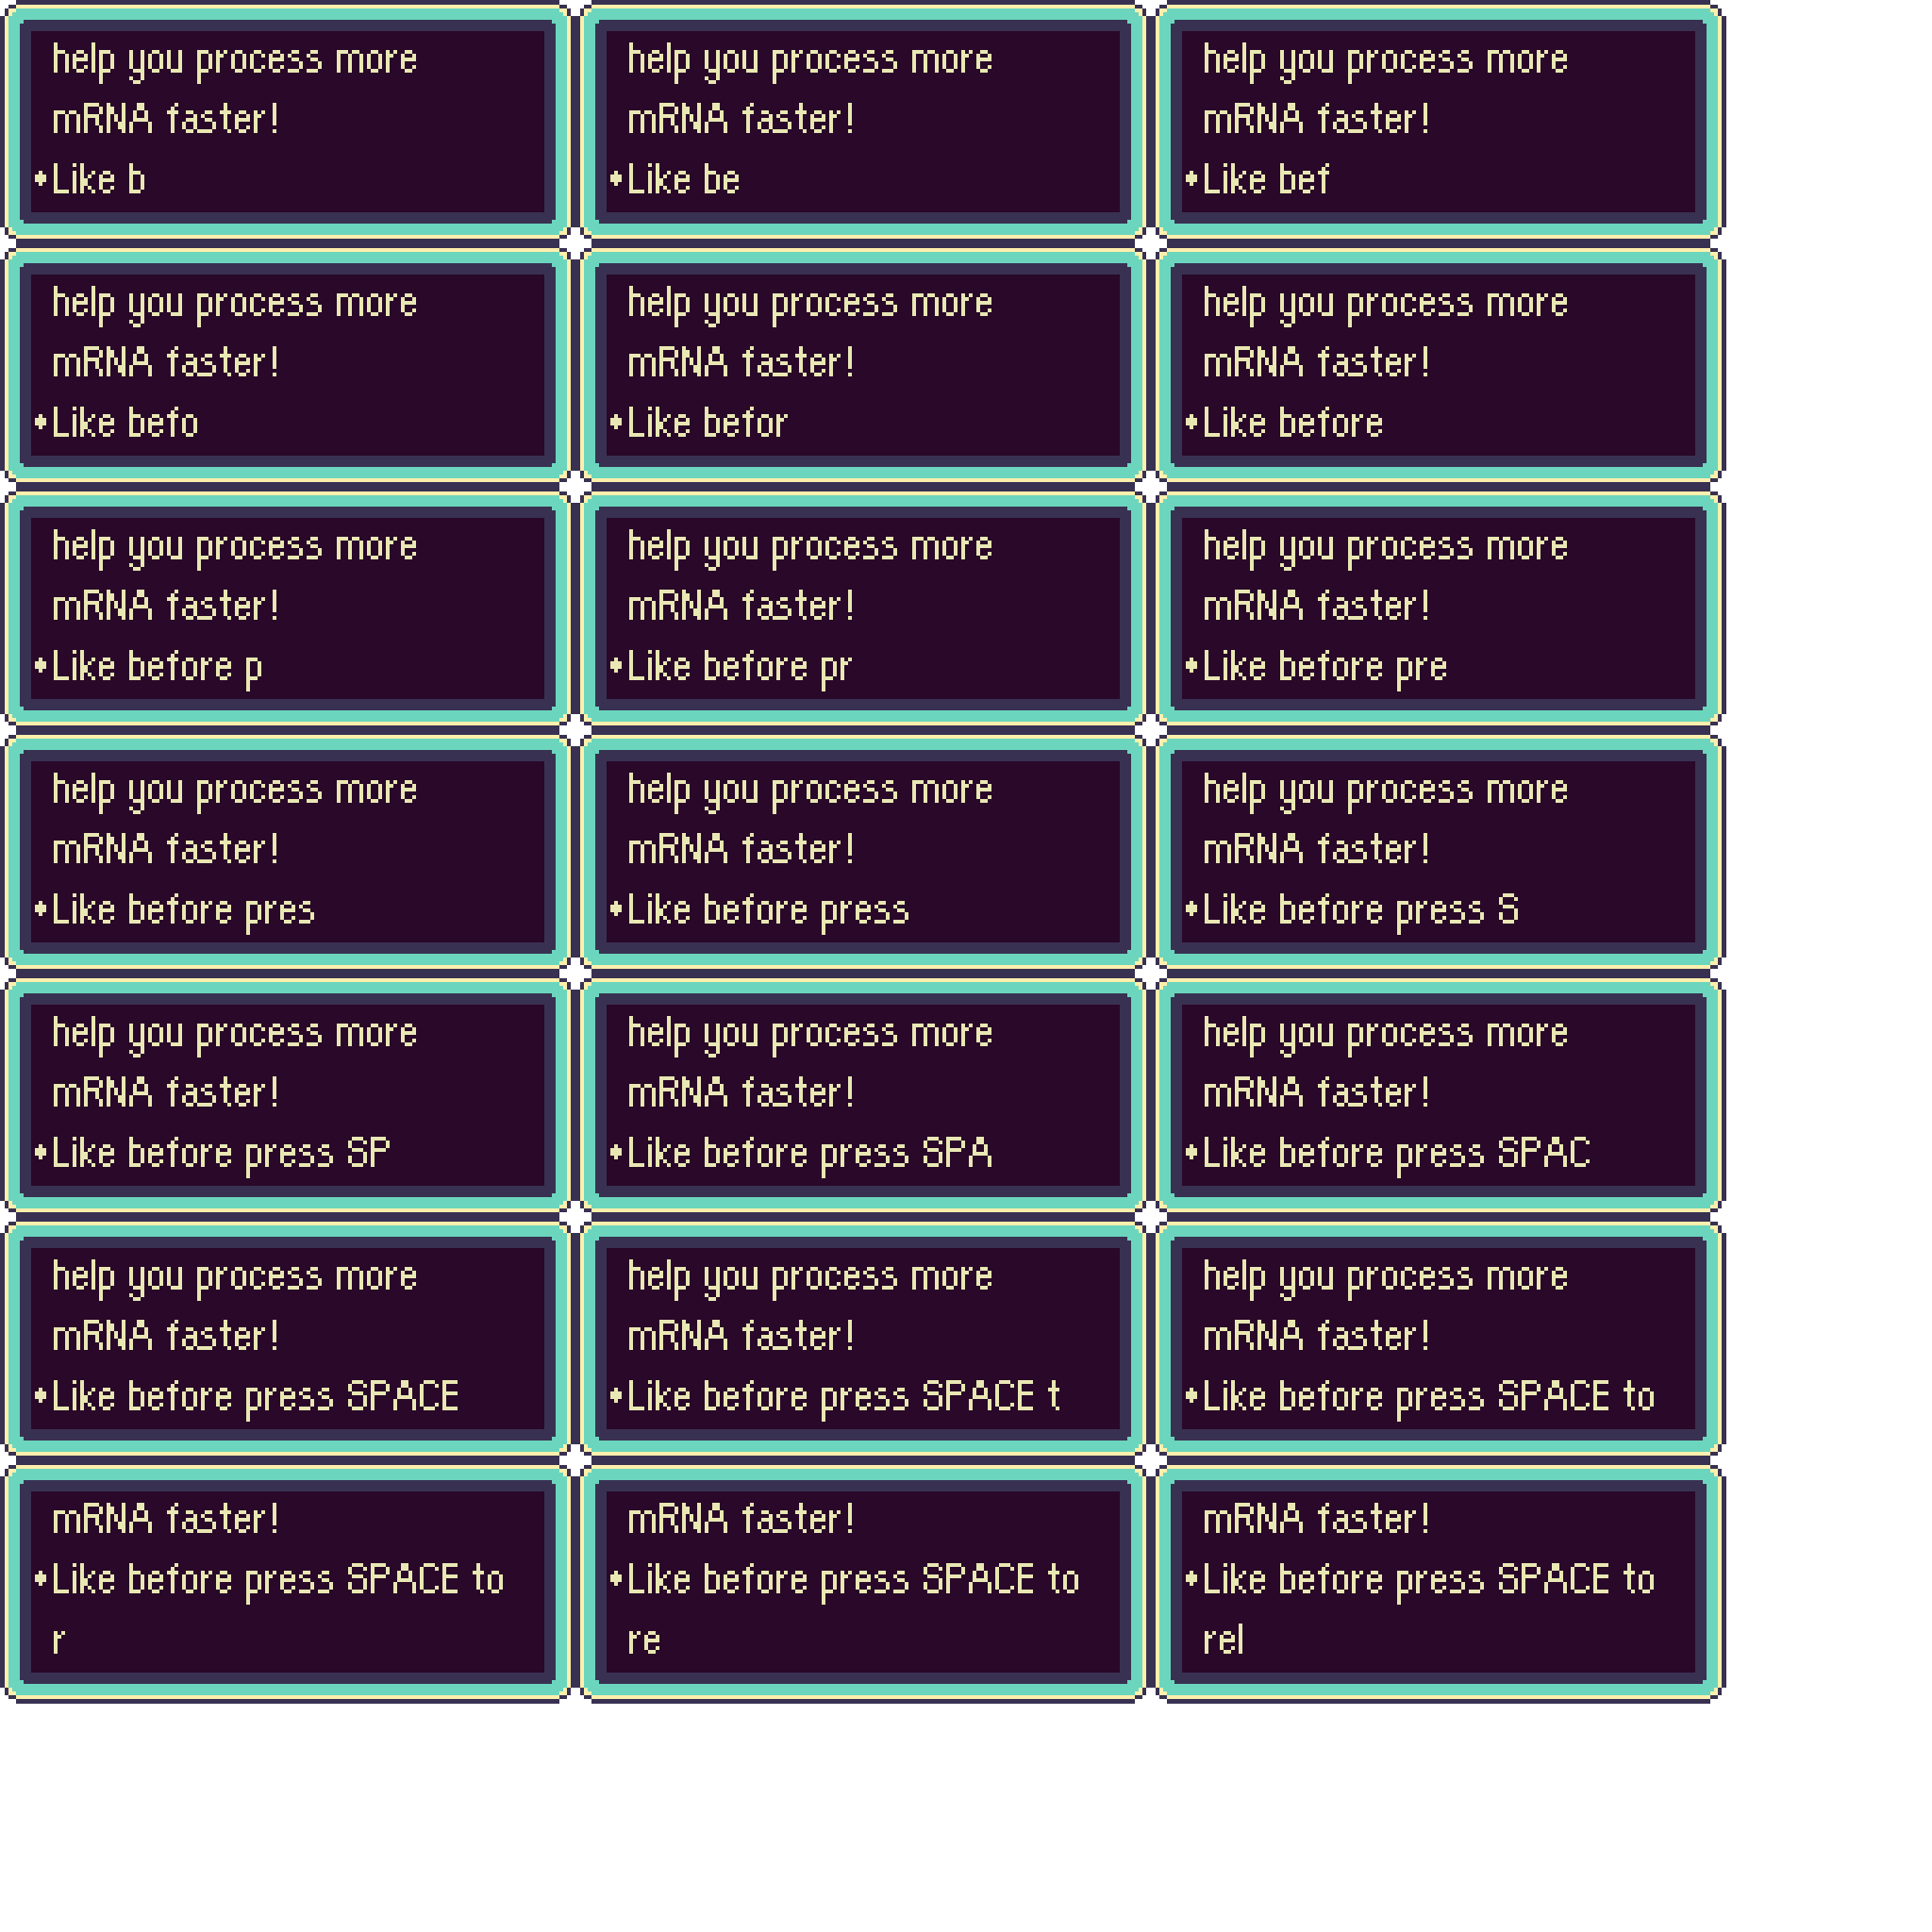 help you process more
mRNA faster!
Like b
help you process more
mRNA faster!
Like be
help you process more
mRNA faster!
Like bef
help you process more
mRNA faster!
Like befo
help you process more
mRNA faster!
Like befor
help you process more
mRNA faster!
Like before
help you process more
mRNA faster!
Like before p
help you process more
mRNA faster!
Like before pr
help you process more
mRNA faster!
Like before pre
help you process more
mRNA faster!
Like before pres
help you process more
mRNA faster!
Like before press
help you process more
mRNA faster!
Like before press S
help you process more
mRNA faster!
Like before press SP
help you process more
mRNA faster!
Like before press SPA
help you process more
mRNA faster!
Like before press SPAC
help you process more
mRNA faster!
Like before press SPACE
help you process more
mRNA faster!
Like before press SPACE t
help you process more
mRNA faster!
Like before press SPACE to
mRNA faster!
Like before press SPACE to
r
mRNA faster!
Like before press SPACE to
re
mRNA faster!
Like before press SPACE to
rel